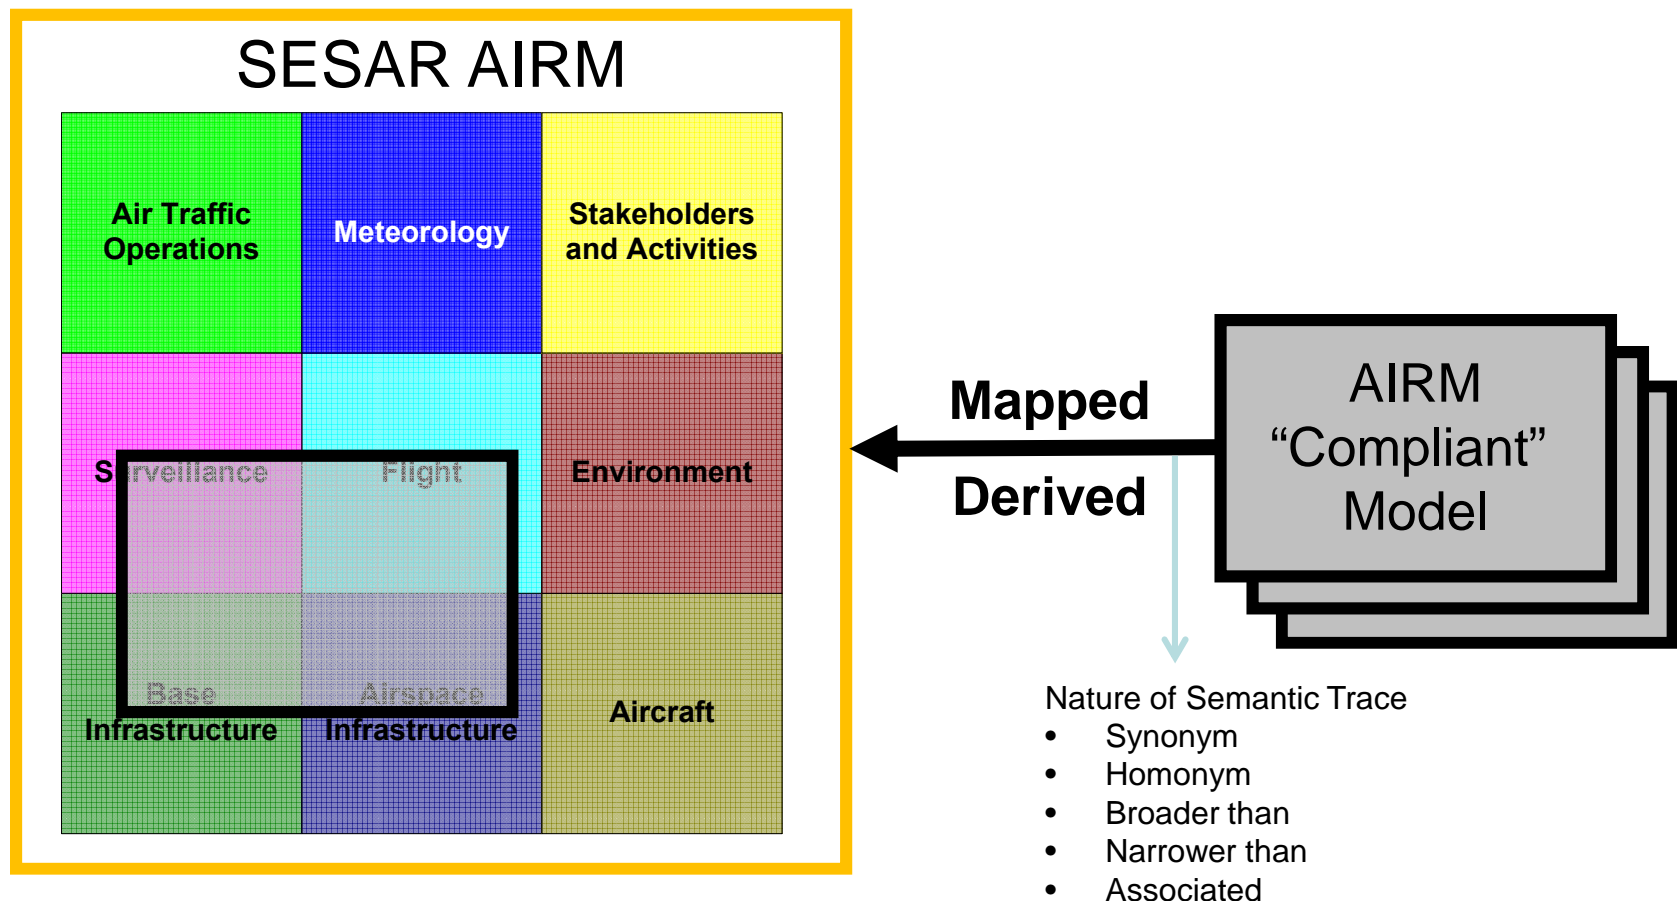 SESAR AIRM
Air Traffic
Operations
Meteorology
Stakeholders
and Activities
Surveillance
Flight
Environment
Base
Infrastructure
Airspace
Infrastructure
Aircraft
Mapped
Derived
AIRM
“Compliant”
Model
Nature of Semantic Trace
• Synonym
• Homonym
• Broader than
• Narrower than
• Associated